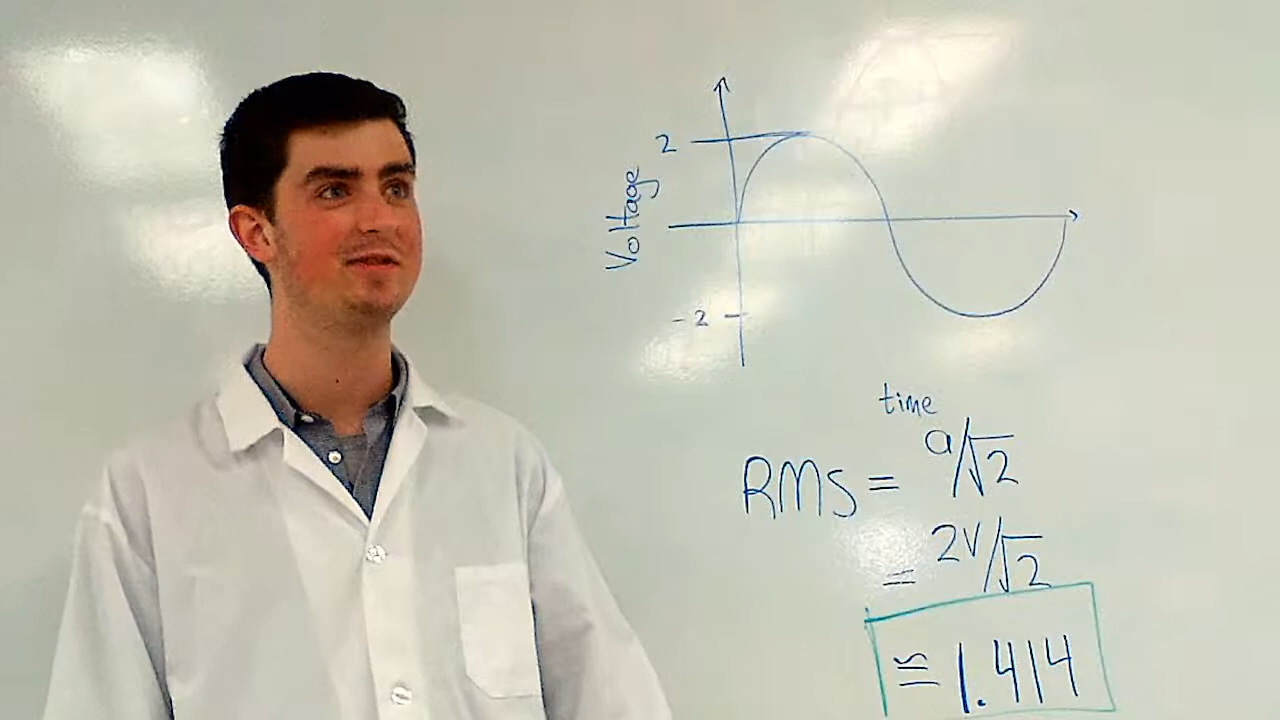 2
Voltage
-2
time
RMS = a/√2
= 2V/√2
≅ 1.414